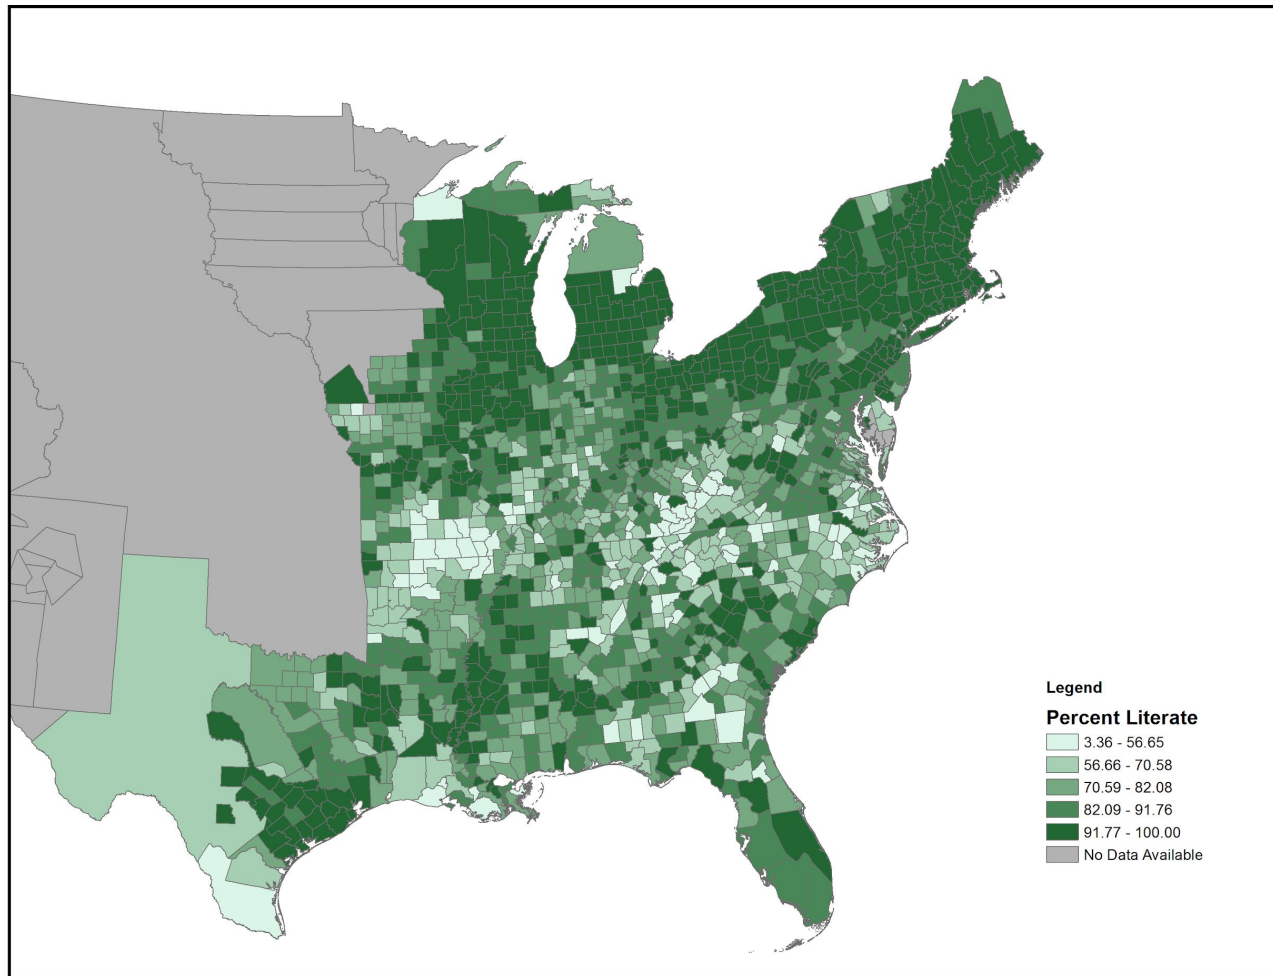 Legend
Percent Literate
3.36 - 56.65
56.66 - 70.58
70.59 - 82.08
82.09 - 91.76
91.77 - 100.00
No Data Available